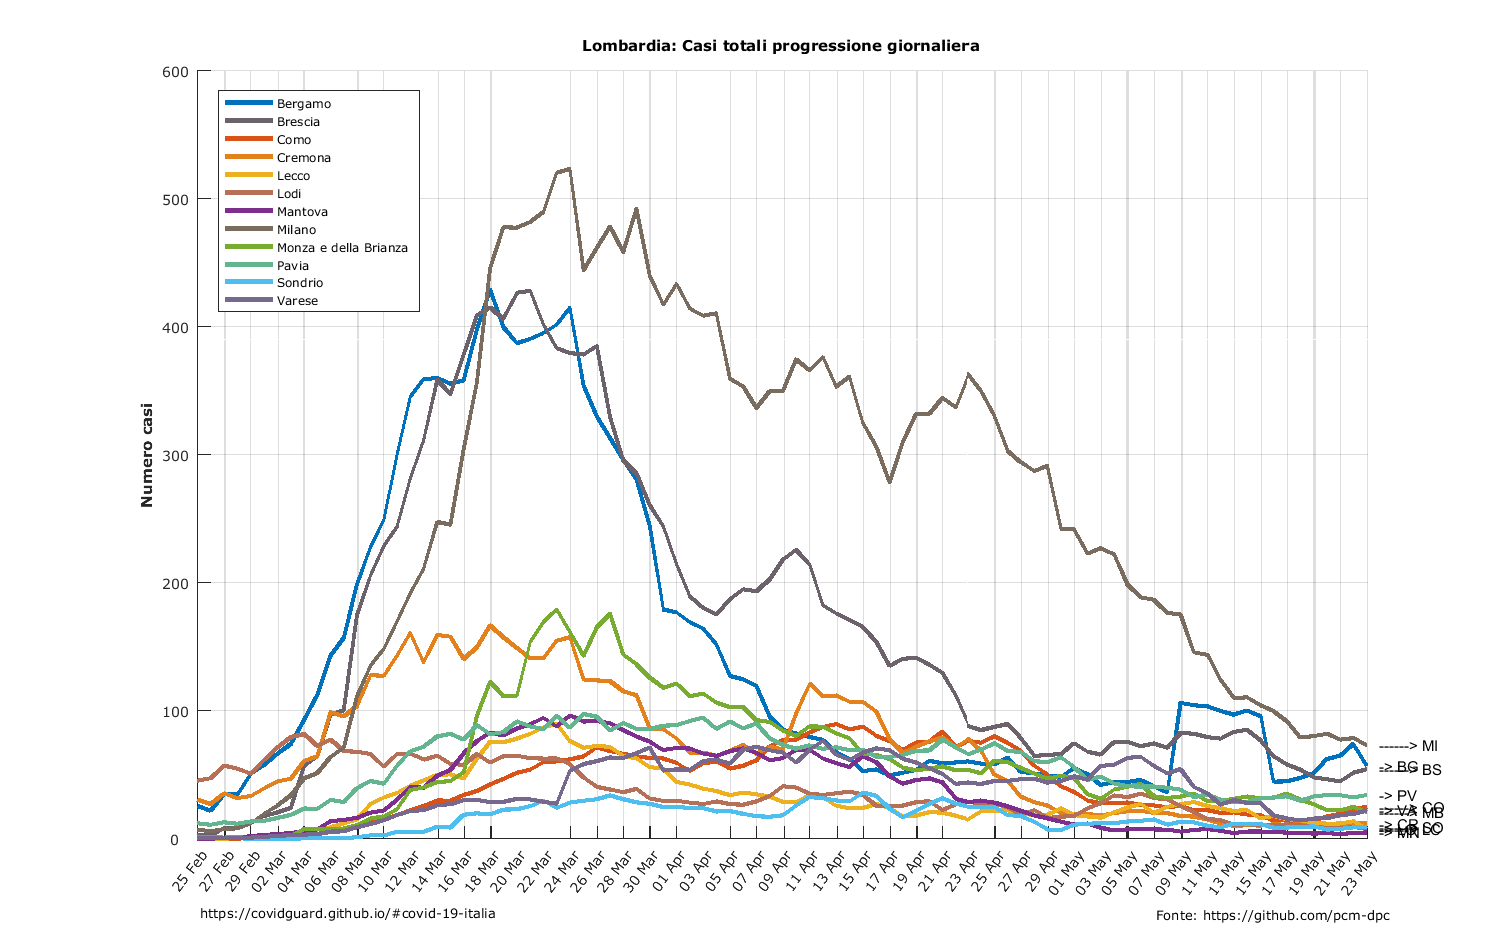 Lombardia: Casi totali progressione giornaliera
Numero casi
600
500
400
300
200
100
0
Bergamo
Brescia
Como
Cremona
Lecco
Lodi
Mantova
Milano
Monza e della Brianza
Pavia
Sondrio
Varese
------> MI
-> BG
------> BS
-> PV
------> CO
-> VA
------> MB
-> CR
------> SO
-> MN
25 Feb
27 Feb
29 Feb
02 Mar
04 Mar
06 Mar
08 Mar
10 Mar
12 Mar
14 Mar
16 Mar
18 Mar
20 Mar
22 Mar
24 Mar
26 Mar
28 Mar
30 Mar
01 Apr
03 Apr
05 Apr
07 Apr
09 Apr
11 Apr
13 Apr
15 Apr
17 Apr
19 Apr
21 Apr
23 Apr
25 Apr
27 Apr
29 Apr
01 May
03 May
05 May
07 May
09 May
11 May
13 May
15 May
17 May
19 May
21 May
23 May
https://covidguard.github.io/#covid-19-italia
Fonte: https://github.com/pcm-dpc